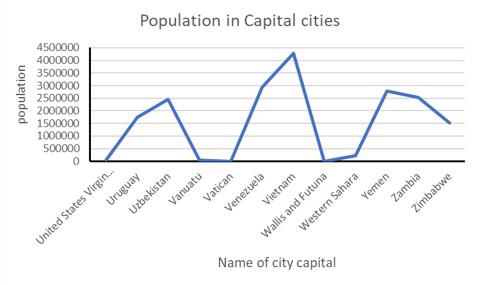 Population in Capital cities
population
4500000
4000000
3500000
3000000
2500000
2000000
1500000
1000000
500000
0
United States Virgin...
Uruguay
Uzbekistan
Vanuatu
Vatican
Venezuela
Vietnam
Wallis and Futuna
Western Sahara
Yemen
Zambia
Zimbabwe
Name of city capital